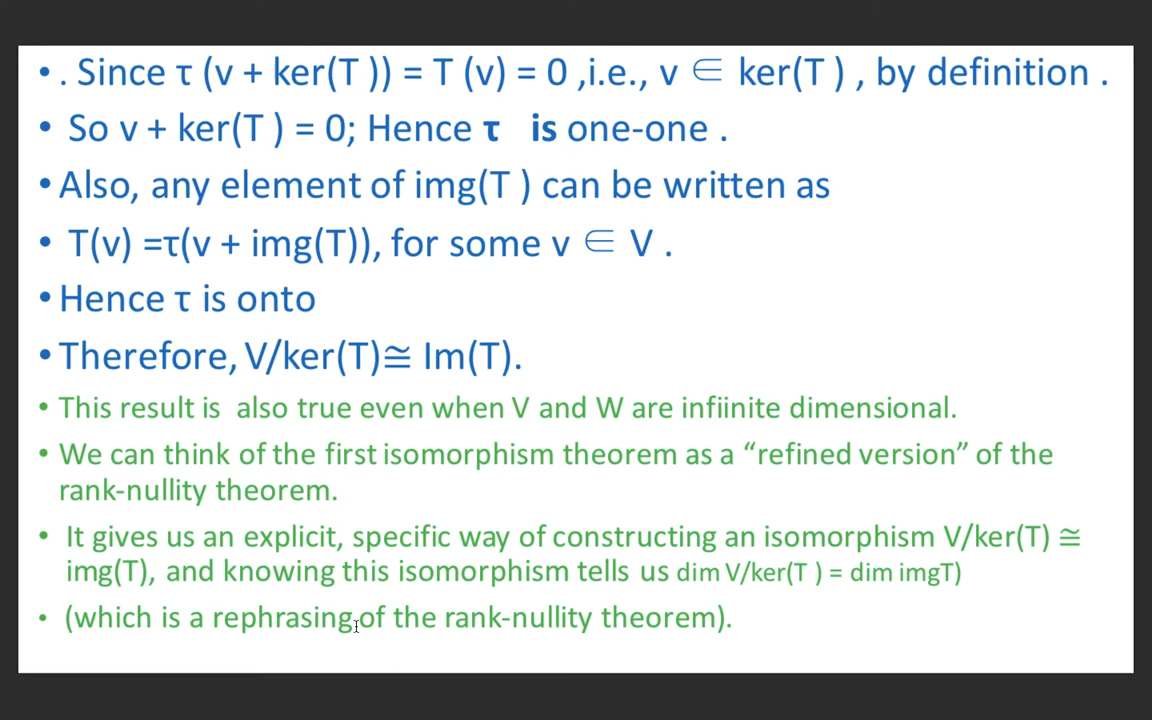 • . Since τ (v + ker(T )) = T (v) = 0 ,i.e., v ∈ ker(T ) , by definition .
• So v + ker(T ) = 0; Hence τ is one-one .
• Also, any element of img(T ) can be written as
• T(v) =τ(v + img(T)), for some v ∈ V .
• Hence τ is onto
• Therefore, V/ker(T)≅ Im(T).
• This result is also true even when V and W are infiinite dimensional.
• We can think of the first isomorphism theorem as a “refined version” of the
rank-nullity theorem.
• It gives us an explicit, specific way of constructing an isomorphism V/ker(T) ≅
img(T), and knowing this isomorphism tells us dim V/ker(T ) = dim imgT)
• (which is a rephrasing of the rank-nullity theorem).